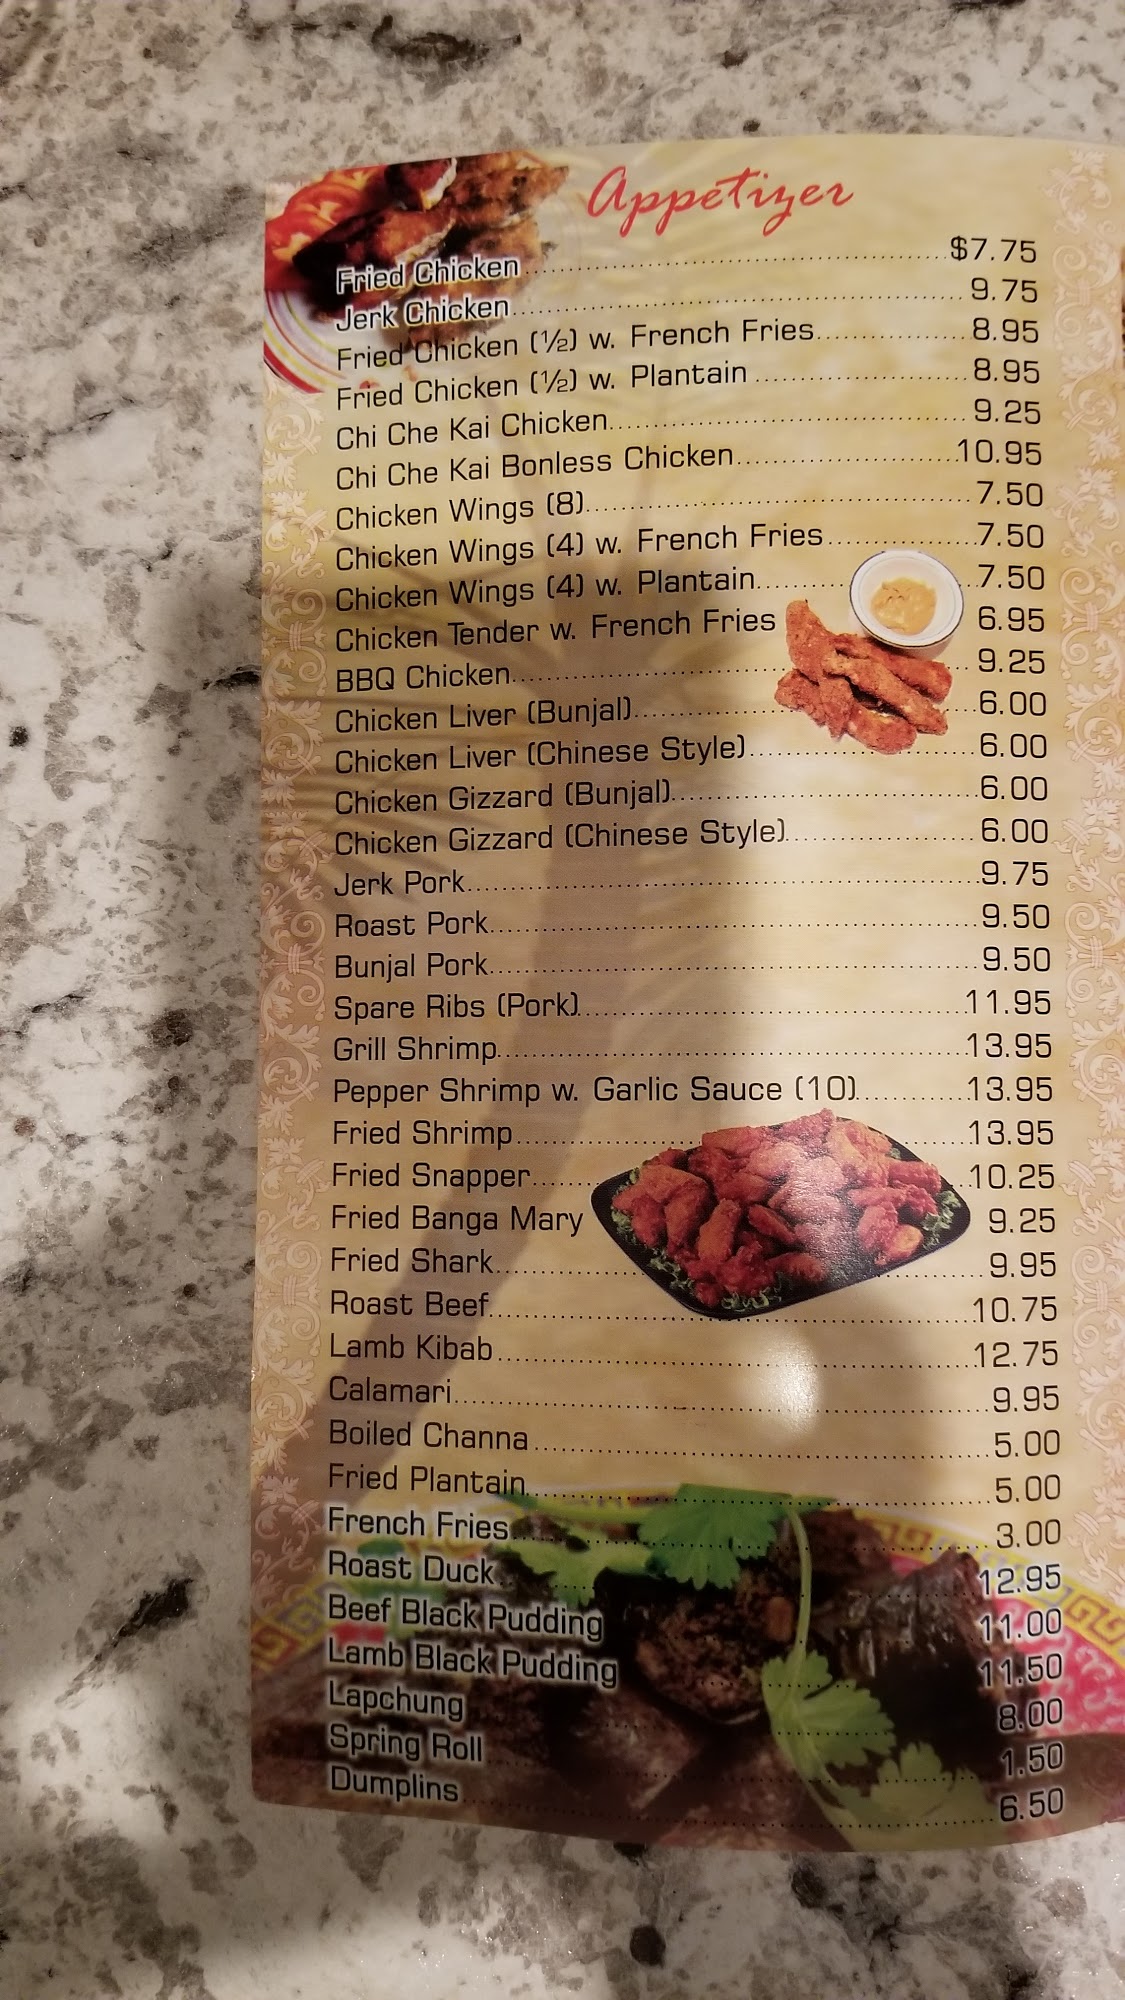 Appetizer
Fried Chicken $7.75
Jerk Chicken 9.75
Fried Chicken (½) w. French Fries 8.95
Fried Chicken (½) w. Plantain 8.95
Chi Che Kai Chicken 9.25
Chi Che Kai Bonless Chicken 10.95
Chicken Wings (8) 7.50
Chicken Wings (4) w. French Fries 7.50
Chicken Wings (4) w. Plantain 7.50
Chicken Tender w. French Fries 6.95
BBQ Chicken 9.25
Chicken Liver (Bunjal) 6.00
Chicken Liver (Chinese Style) 6.00
Chicken Gizzard (Bunjal) 6.00
Chicken Gizzard (Chinese Style) 6.00
Jerk Pork 9.75
Roast Pork 9.50
Bunjal Pork 9.50
Spare Ribs (Pork) 11.95
Grill Shrimp 13.95
Pepper Shrimp w. Garlic Sauce (10) 13.95
Fried Shrimp 13.95
Fried Snapper 10.25
Fried Banga Mary 9.25
Fried Shark 9.95
Roast Beef 10.75
Lamb Kibab 12.75
Calamari 9.95
Boiled Channa 5.00
Fried Plantain 5.00
French Fries 3.00
Roast Duck 12.95
Beef Black Pudding 11.00
Lamb Black Pudding 11.50
Lapchung 8.00
Spring Roll 1.50
Dumplins 6.50